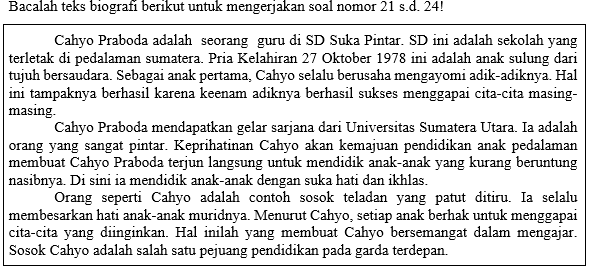 Bacalah teks biografi berikut untuk mengerjakan soal nomor 21 s.d. 24!
Cahyo Praboda adalah seorang guru di SD Suka Pintar. SD ini adalah sekolah yang
terletak di pedalaman sumatera. Pria Kelahiran 27 Oktober 1978 ini adalah anak sulung dari
tujuh bersaudara. Sebagai anak pertama, Cahyo selalu berusaha mengayomi adik-adiknya. Hal
ini tampaknya berhasil karena keenam adiknya berhasil sukses menggapai cita-cita masing-
masing.
Cahyo Praboda mendapatkan gelar sarjana dari Universitas Sumatera Utara. Ia adalah
orang yang sangat pintar. Keprihatinan Cahyo akan kemajuan pendidikan anak pedalaman
membuat Cahyo Praboda terjun langsung untuk mendidik anak-anak yang kurang beruntung
nasibnya. Di sini ia mendidik anak-anak dengan suka hati dan ikhlas.
Orang seperti Cahyo adalah contoh sosok teladan yang patut ditiru. Ia selalu
membesarkan hati anak-anak muridnya. Menurut Cahyo, setiap anak berhak untuk menggapai
cita-cita yang diinginkan. Hal inilah yang membuat Cahyo bersemangat dalam mengajar.
Sosok Cahyo adalah salah satu pejuang pendidikan pada garda terdepan.